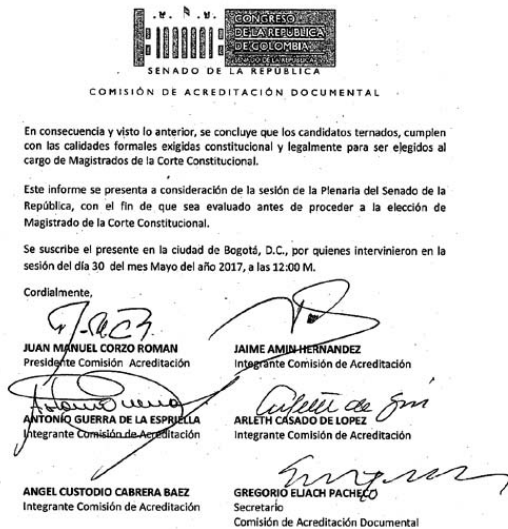 CONGRESO
DE LA REPÚBLICA
DE COLOMBIA
SENADO DE LA REPÚBLICA
COMISIÓN DE ACREDITACIÓN DOCUMENTAL
En consecuencia y visto lo anterior, se concluye que los candidatos ternados, cumplen
con las calidades formales exigidas constitucional y legalmente para ser elegidos al
cargo de Magistrados de la Corte Constitucional.
Este informe se presenta a consideración de la sesión de la Plenaria del Senado de la
República, con el fin de que sea evaluado antes de proceder a la elección de
Magistrado de la Corte Constitucional.
Se suscribe el presente en la ciudad de Bogotá, D.C., por quienes intervinieron en la
sesión del día 30 del mes Mayo del año 2017, a las 12:00 M.
Cordialmente,
JUAN MANUEL CORZO ROMAN
Presidente Comisión Acreditación
JAIME AMIN HERNANDEZ
Integrante Comisión de Acreditación
ANTONIO GUERRA DE LA ESPRIELLA
Integrante Comisión de Acreditación
ARLETH CASADO DE LOPEZ
Integrante Comisión de Acreditación
ANGEL CUSTODIO CABRERA BAEZ
Integrante Comisión de Acreditación
GREGORIO ELJACH PACHECO
Secretario
Comisión de Acreditación Documental